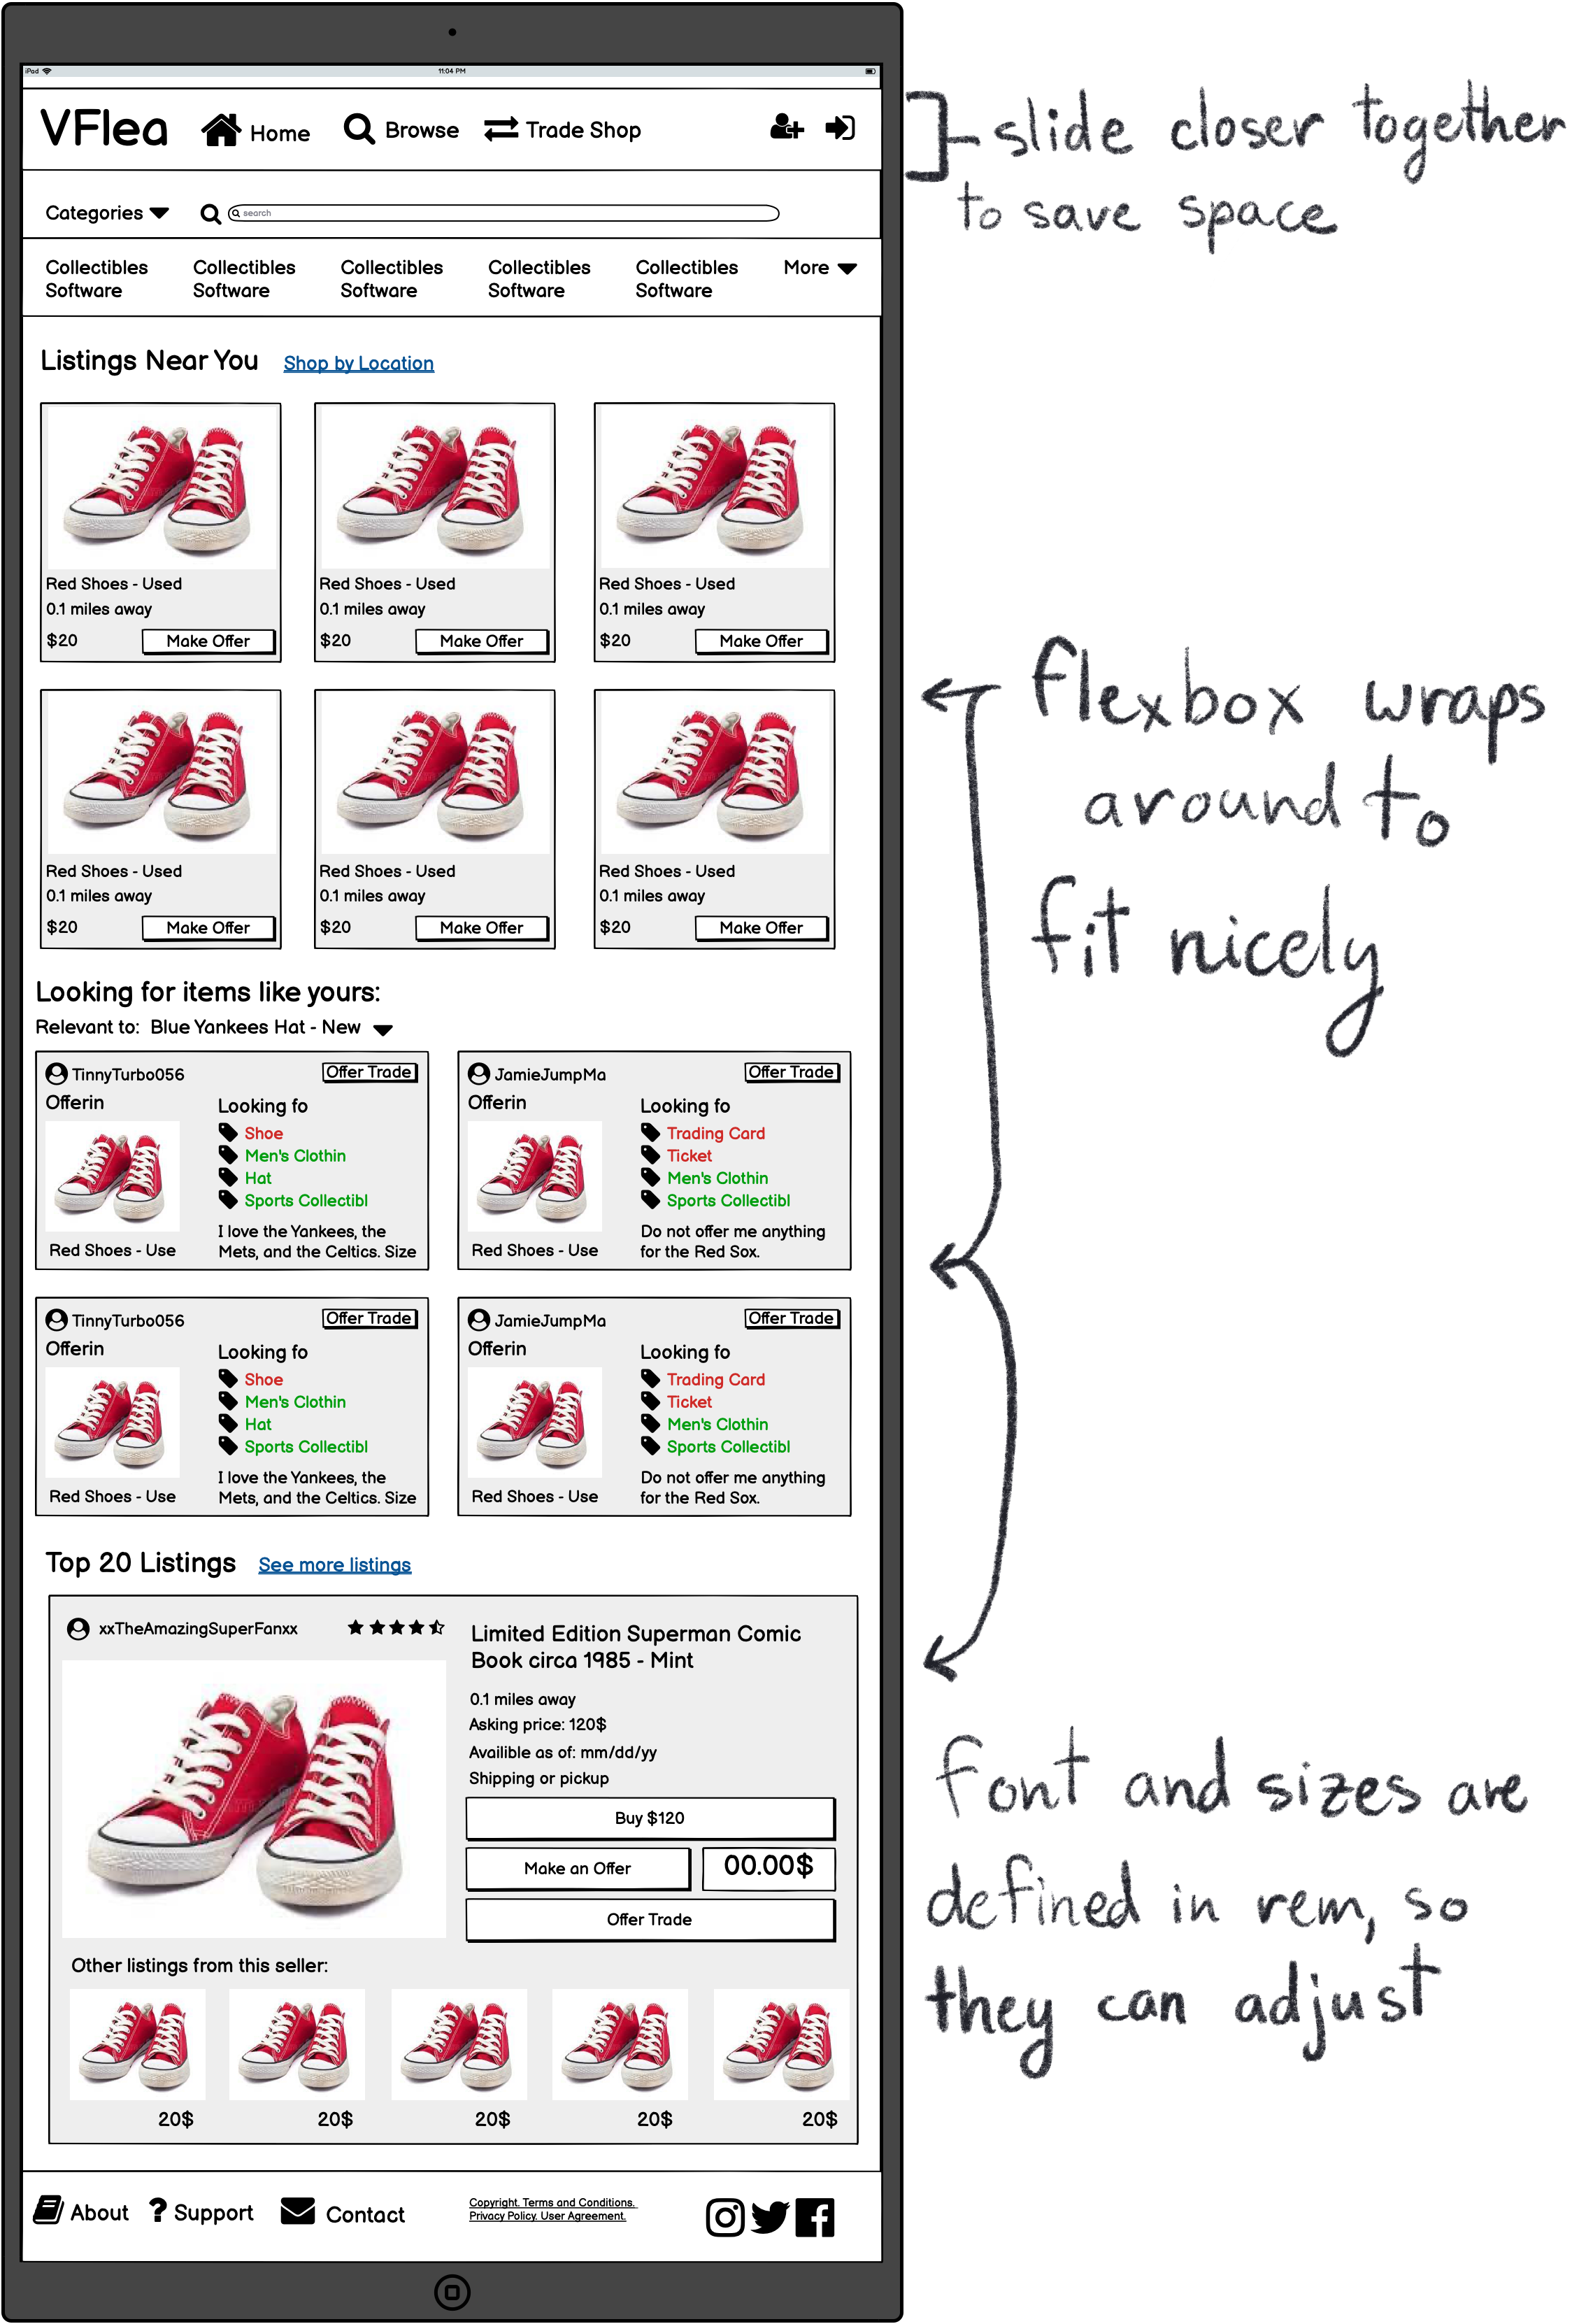 iPad
11:04 PM
VFlea Home Browse Trade Shop
slide closer together
to save space
Categories search
Collectibles Collectibles Collectibles Collectibles Collectibles More
Software Software Software Software Software
Listings Near You Shop by Location
Red Shoes - Used Red Shoes - Used Red Shoes - Used
0.1 miles away 0.1 miles away 0.1 miles away
$20 Make Offer $20 Make Offer $20 Make Offer
flexbox wraps
around to
fit nicely
Red Shoes - Used Red Shoes - Used Red Shoes - Used
0.1 miles away 0.1 miles away 0.1 miles away
$20 Make Offer $20 Make Offer $20 Make Offer
Looking for items like yours:
Relevant to: Blue Yankees Hat - New
TinnyTurbo056 Offer Trade
Offerin Looking fo
Shoe
Men's Clothin
Hat
Sports Collectibl
I love the Yankees, the
Red Shoes - Use Mets, and the Celtics. Size
JamieJumpMa Offer Trade
Offerin Looking fo
Trading Card
Ticket
Men's Clothin
Sports Collectibl
Do not offer me anything
Red Shoes - Use for the Red Sox.
TinnyTurbo056 Offer Trade
Offerin Looking fo
Shoe
Men's Clothin
Hat
Sports Collectibl
I love the Yankees, the
Red Shoes - Use Mets, and the Celtics. Size
JamieJumpMa Offer Trade
Offerin Looking fo
Trading Card
Ticket
Men's Clothin
Sports Collectibl
Do not offer me anything
Red Shoes - Use for the Red Sox.
Top 20 Listings See more listings
xxTheAmazingSuperFanxx
Limited Edition Superman Comic
Book circa 1985 - Mint
0.1 miles away
Asking price: 120$
Availible as of: mm/dd/yy
Shipping or pickup
Buy $120
Make an Offer 00.00$
Offer Trade
font and sizes are
defined in rem, so
they can adjust
Other listings from this seller:
20$ 20$ 20$ 20$ 20$
About ? Support Contact
Copyright. Terms and Conditions.
Privacy Policy. User Agreement.